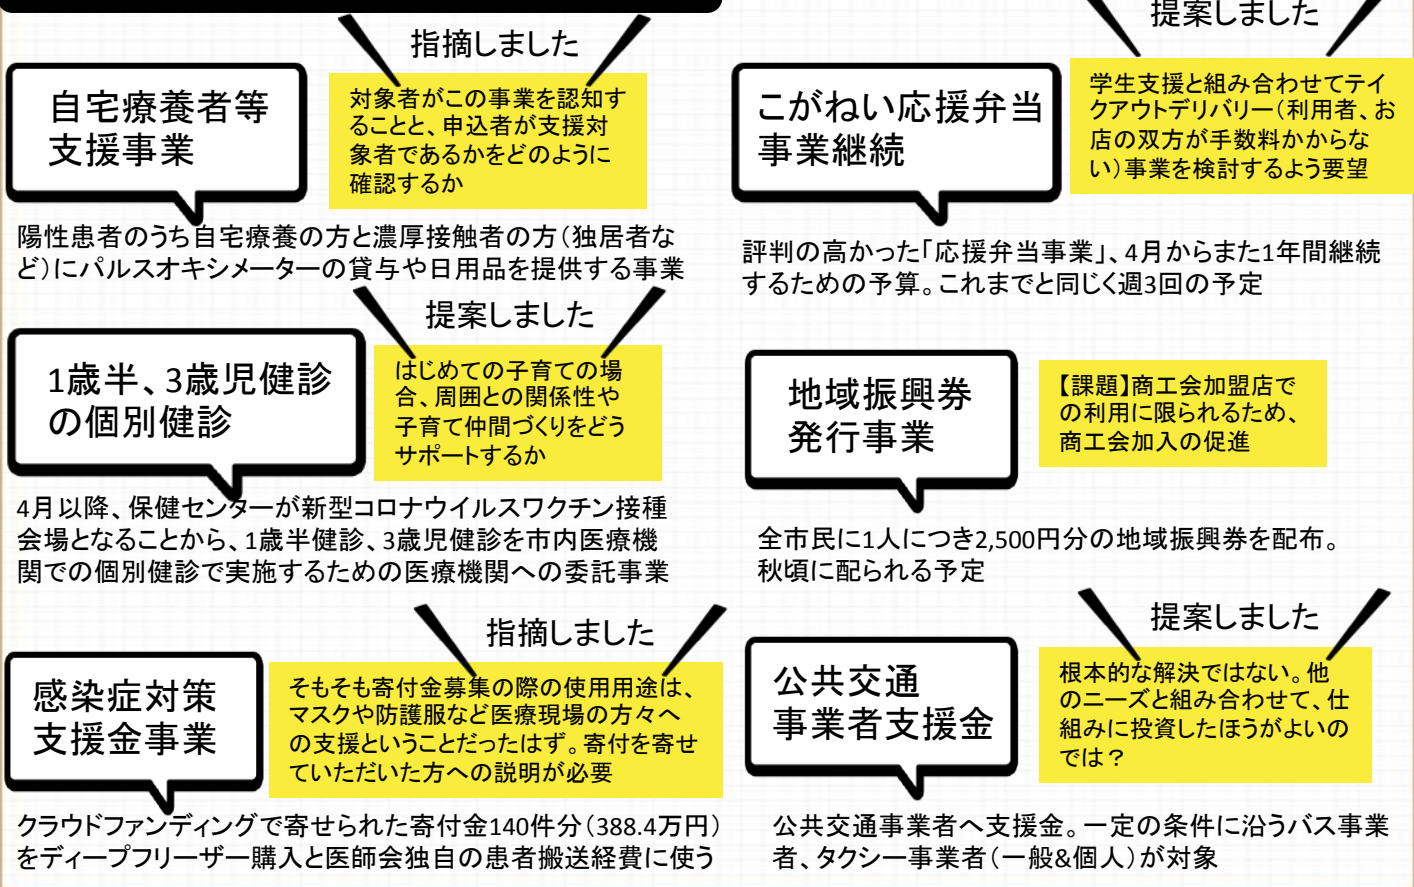 指摘しました
自宅療養者等
支援事業
対象者がこの事業を認知す
ることと、申込者が支援対
象者であるかをどのように
確認するか
陽性患者のうち自宅療養の方と濃厚接触者の方（独居者な
ど）にパルスオキシメーターの貸与や日用品を提供する事業
提案しました
1歳半、3歳児健診
の個別健診
はじめての子育ての場
合、周囲との関係性や
子育て仲間づくりをどう
サポートするか
4月以降、保健センターが新型コロナウイルスワクチン接種
会場となることから、1歳半健診、3歳児健診を市内医療機
関での個別健診で実施するための医療機関への委託事業
指摘しました
感染症対策
支援金事業
そもそも寄付金募集の際の使用用途は、
マスクや防護服など医療現場の方々へ
の支援ということだったはず。寄付を寄せ
ていただいた方への説明が必要
クラウドファンディングで寄せられた寄付金140件分（388.4万円）
をディープフリーザー購入と医師会独自の患者搬送経費に使う
提案しました
こがねい応援弁当
事業継続
学生支援と組み合わせてテイ
クアウトデリバリー（利用者、お
店の双方が手数料かからな
い）事業を検討するよう要望
評判の高かった「応援弁当事業」、4月からまた1年間継続
するための予算。これまでと同じく週3回の予定
地域振興券
発行事業
【課題】商工会加盟店で
の利用に限られるため、
商工会加入の促進
全市民に1人につき2,500円分の地域振興券を配布。
秋頃に配られる予定
提案しました
公共交通
事業者支援金
根本的な解決ではない。他
のニーズと組み合わせて、仕
組みに投資したほうがよいの
では？
公共交通事業者へ支援金。一定の条件に沿うバス事業
者、タクシー事業者（一般&個人）が対象